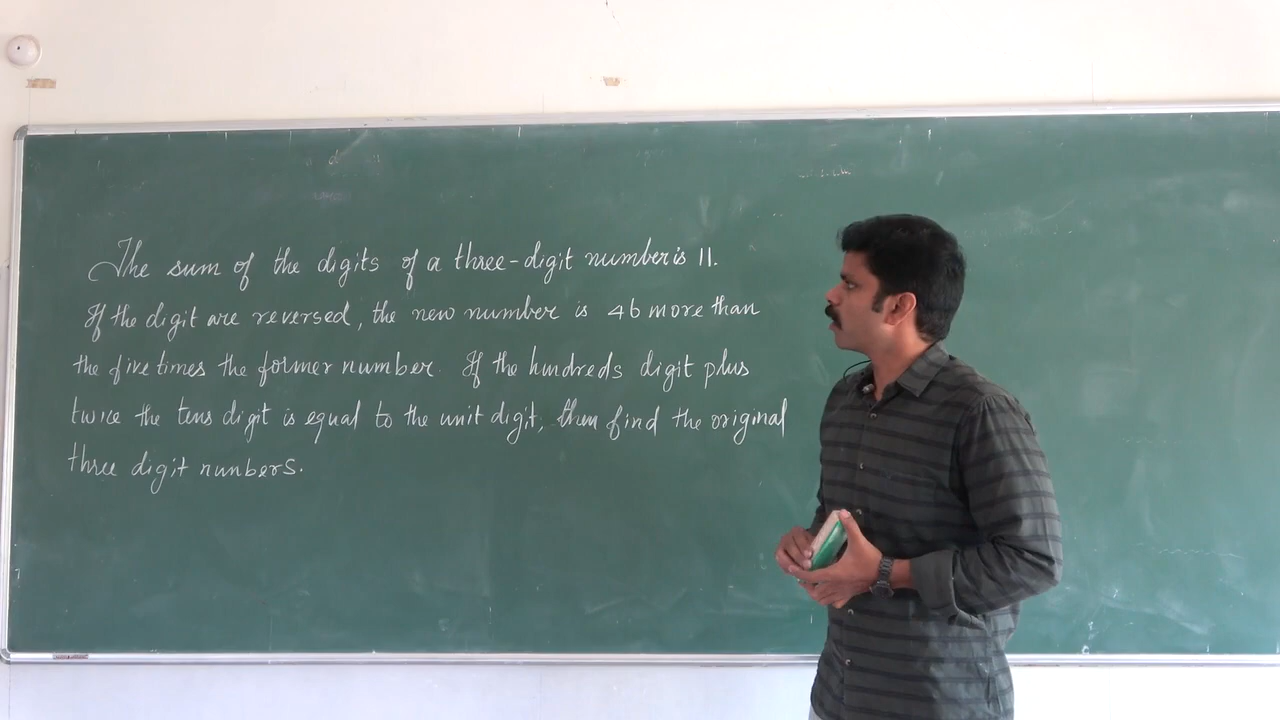 The sum of the digits of a three-digit number is 11.
If the digit are reversed, the new number is 46 more than
the five times the former number. If the hundreds digit plus
twice the tens digit is equal to the unit digit, then find the original
three digit nunbers.